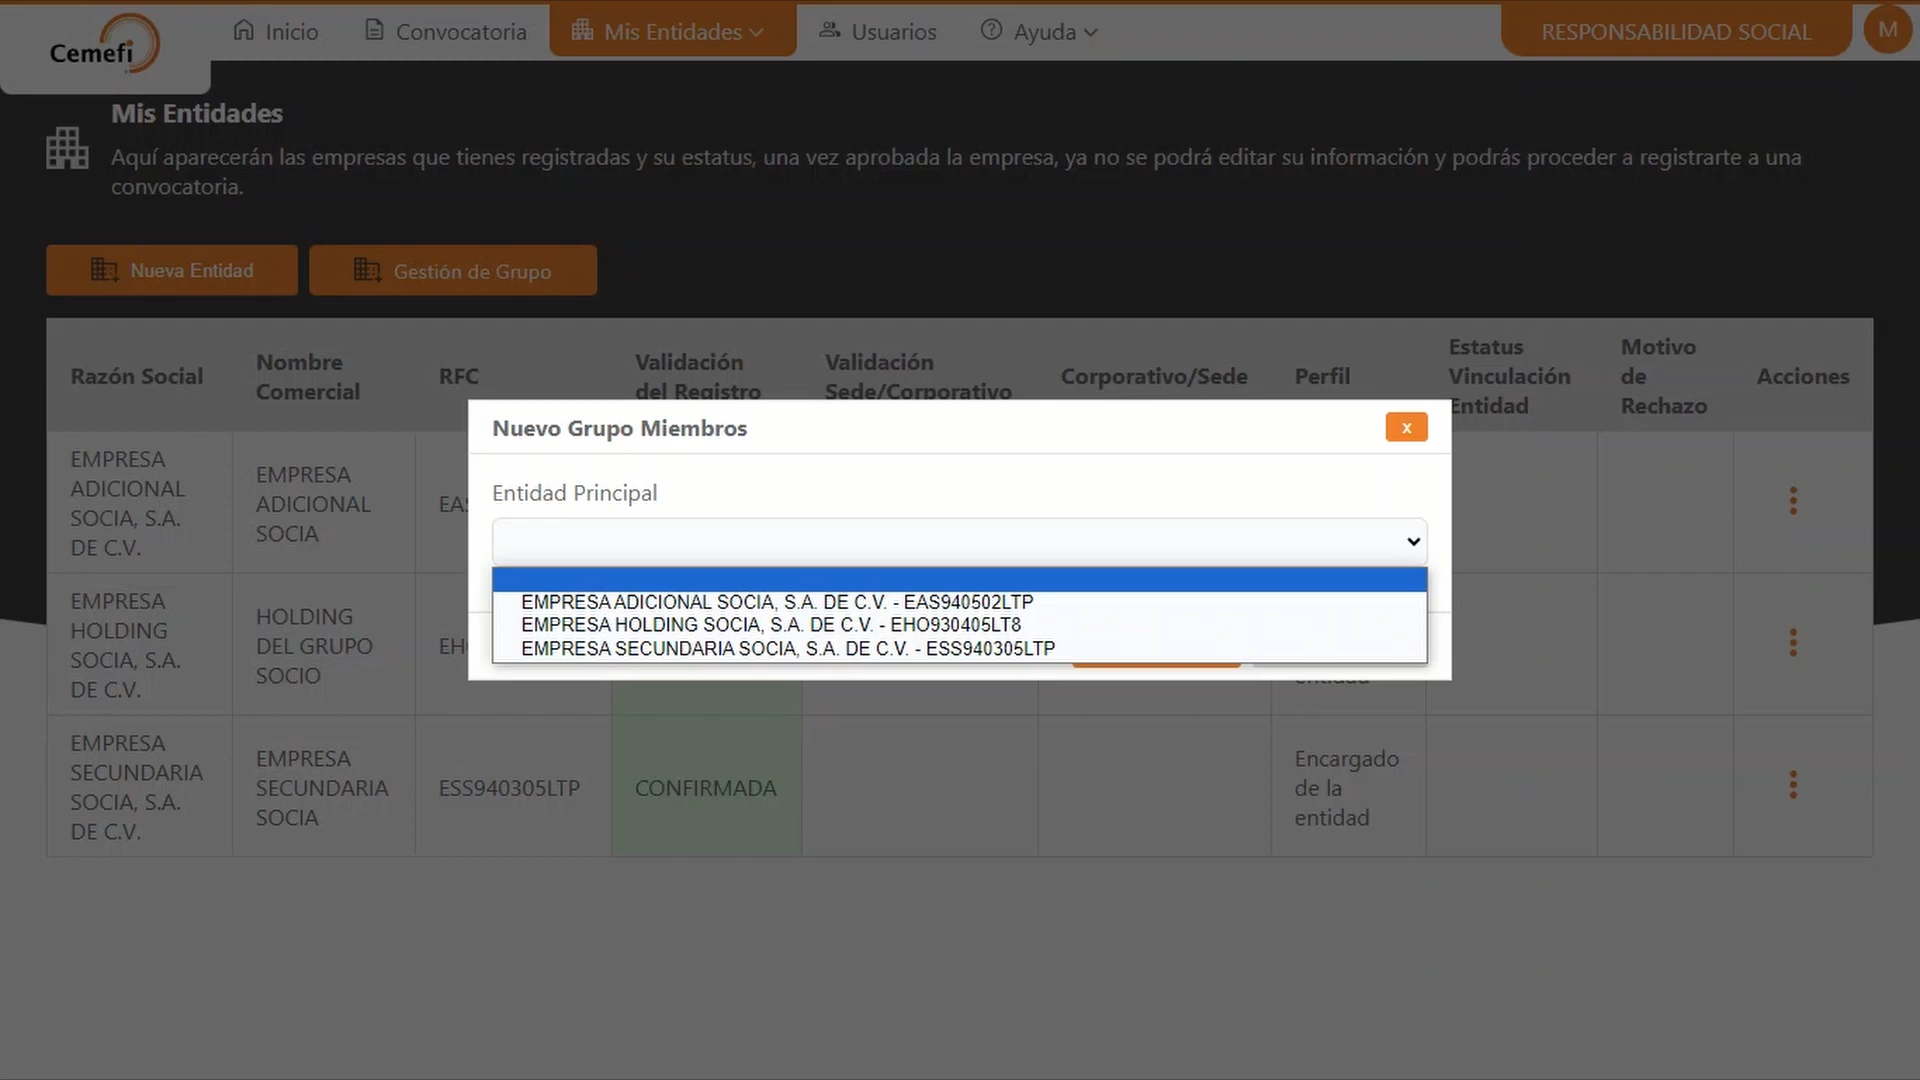 Cemefi
Inicio
Convocatoria
Mis Entidades
Usuarios
Ayuda
RESPONSABILIDAD SOCIAL
M
Mis Entidades
Aquí aparecerán las empresas que tienes registradas y su estatus, una vez aprobada la empresa, ya no se podrá editar su información y podrás proceder a registrarte a una
convocatoria.
Nueva Entidad
Gestión de Grupo
Razón Social
Nombre
Comercial
RFC
Validación
del Registro
Validación
Sede/Corporativo
Corporativo/Sede
Perfil
Estatus
Vinculación
Entidad
Motivo
de
Rechazo
Acciones
Nuevo Grupo Miembros
x
Entidad Principal
EMPRESA ADICIONAL SOCIA, S.A. DE C.V. - EAS940502LTP
EMPRESA HOLDING SOCIA, S.A. DE C.V. - EHO930405LT8
EMPRESA SECUNDARIA SOCIA, S.A. DE C.V. - ESS940305LTP
EMPRESA
ADICIONAL
SOCIA, S.A.
DE C.V.
EMPRESA
ADICIONAL
SOCIA
EMPRESA
HOLDING
SOCIA, S.A.
DE C.V.
HOLDING
DEL GRUPO
SOCIO
EMPRESA
SECUNDARIA
SOCIA, S.A.
DE C.V.
EMPRESA
SECUNDARIA
SOCIA
ESS940305LTP
CONFIRMADA
Encargado
de la
entidad